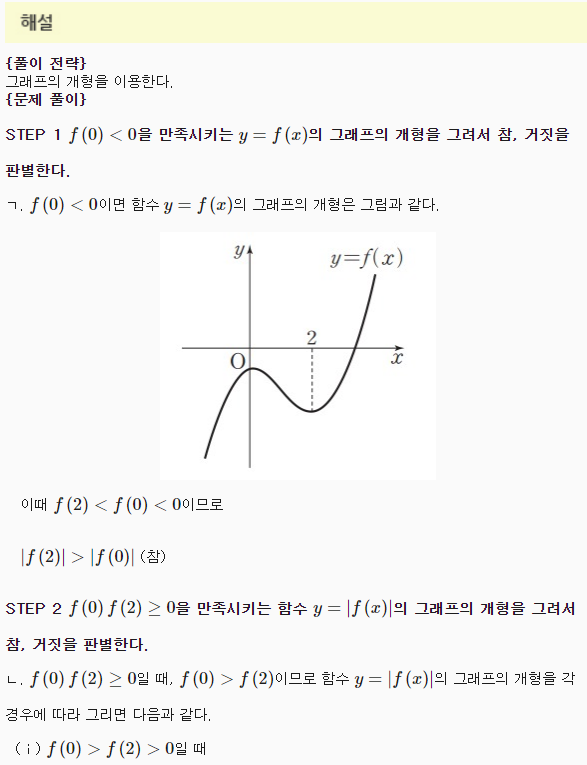 해설
{풀이 전략}
그래프의 개형을 이용한다.
{문제 풀이}
STEP 1 f(0) < 0을 만족시키는 y = f(x)의 그래프의 개형을 그려서 참, 거짓을
판별한다.
ㄱ. f(0) < 0이면 함수 y = f(x)의 그래프의 개형은 그림과 같다.
y
y=f(x)
2
O
x
이때 f(2) < f(0) < 0이므로
|f(2)| > |f(0)| (참)
STEP 2 f(0)f(2) ≥ 0을 만족시키는 함수 y = |f(x)|의 그래프의 개형을 그려서
참, 거짓을 판별한다.
ㄴ. f(0)f(2) ≥ 0일 때, f(0) > f(2)이므로 함수 y = |f(x)|의 그래프의 개형을 각
경우에 따라 그리면 다음과 같다.
(ⅰ) f(0) > f(2) > 0일 때